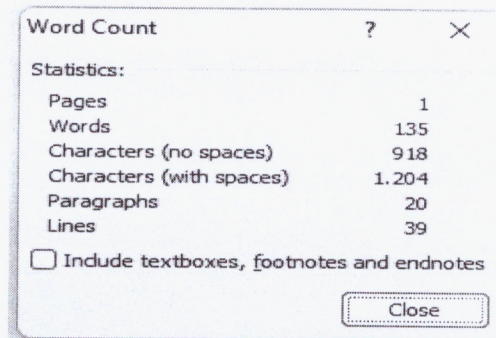 Word Count ? ×
Statistics:
Pages 1
Words 135
Characters (no spaces) 918
Characters (with spaces) 1.204
Paragraphs 20
Lines 39
Include textboxes, footnotes and endnotes
Close